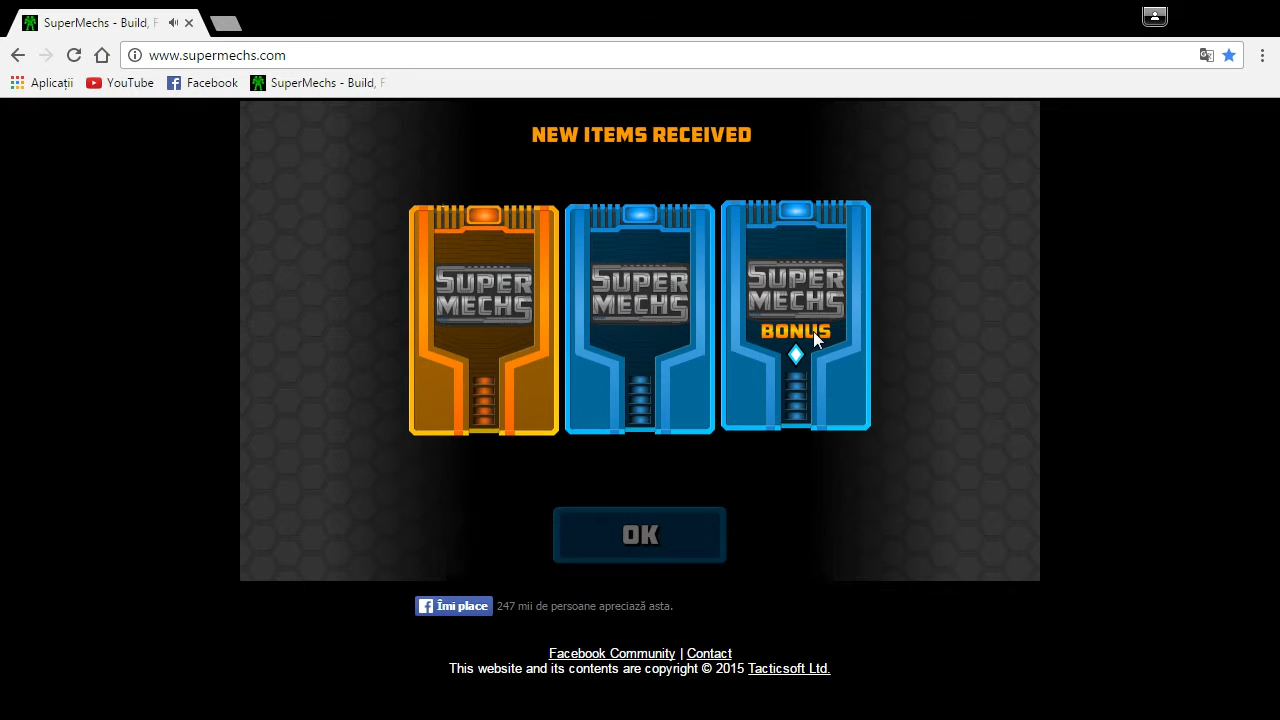 SuperMechs - Build, F
www.supermechs.com
Aplicații
YouTube
Facebook
SuperMechs - Build, F
NEW ITEMS RECEIVED
SUPER
MECHS
SUPER
MECHS
SUPER
MECHS
BONUS
OK
Îmi place
247 mii de persoane apreciază asta.
Facebook Community | Contact
This website and its contents are copyright © 2015 Tacticsoft Ltd.